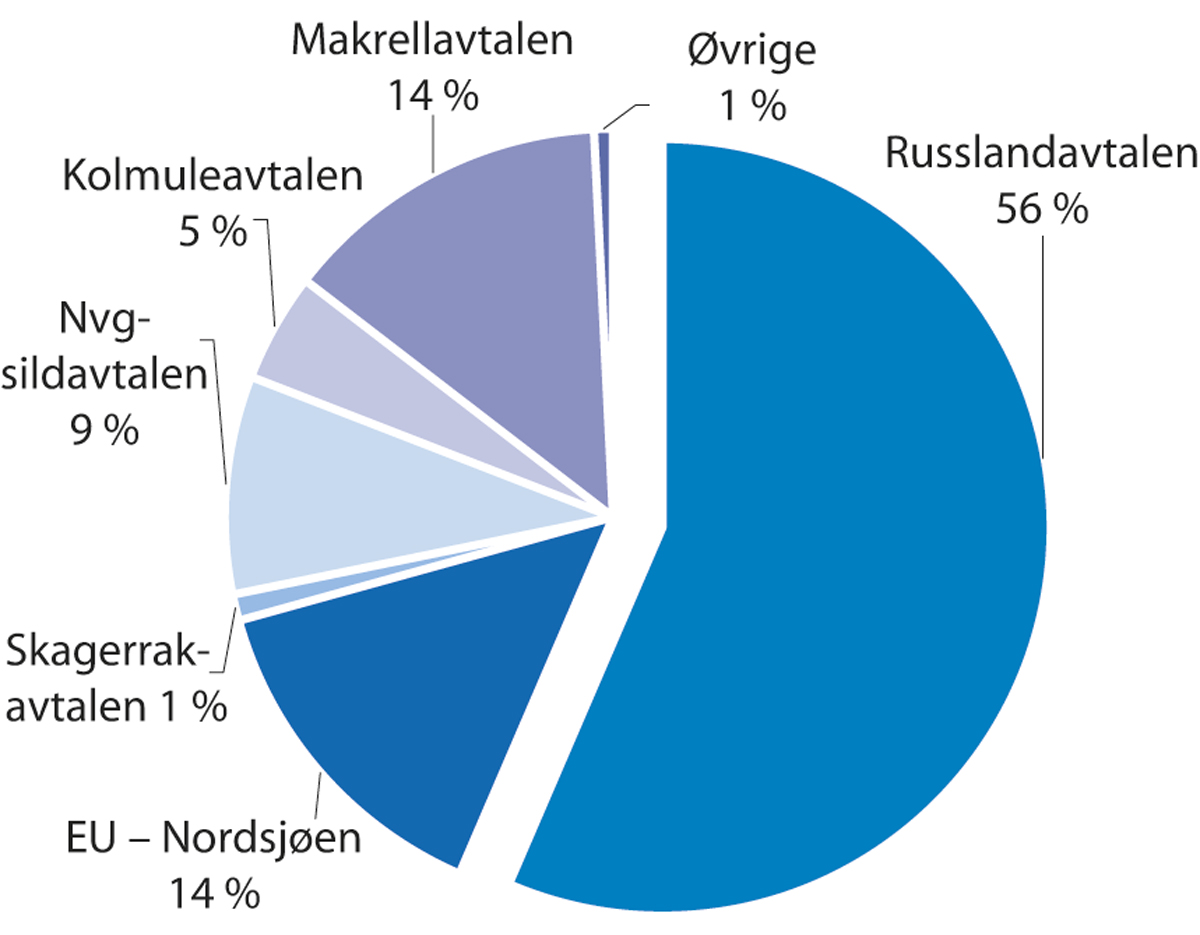 Makrellavtalen
14 %
Øvrige
1 %
Russlandavtalen
56 %
Kolmuleavtalen
5 %
Nvg-
sildavtalen
9 %
Skagerrak-
avtalen 1 %
EU – Nordsjøen
14 %